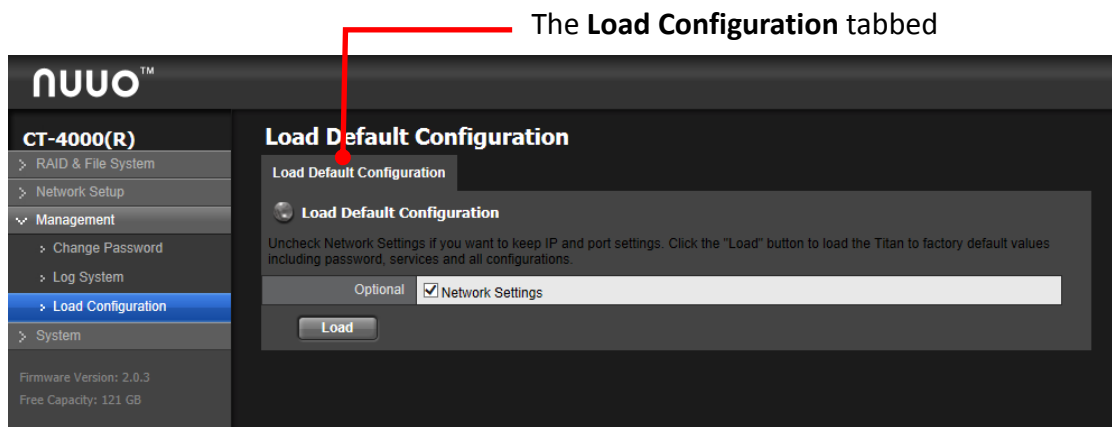 The Load Configuration tabbed
nuuo™
CT-4000(R)
> RAID & File System
> Network Setup
Management
> Change Password
> Log System
> Load Configuration
> System
Firmware Version: 2.0.3
Free Capacity: 121 GB
Load Default Configuration
Load Default Configuration
Load Default Configuration
Uncheck Network Settings if you want to keep IP and port settings. Click the "Load" button to load the Titan to factory default values
including password, services and all configurations.
Optional Network Settings
Load